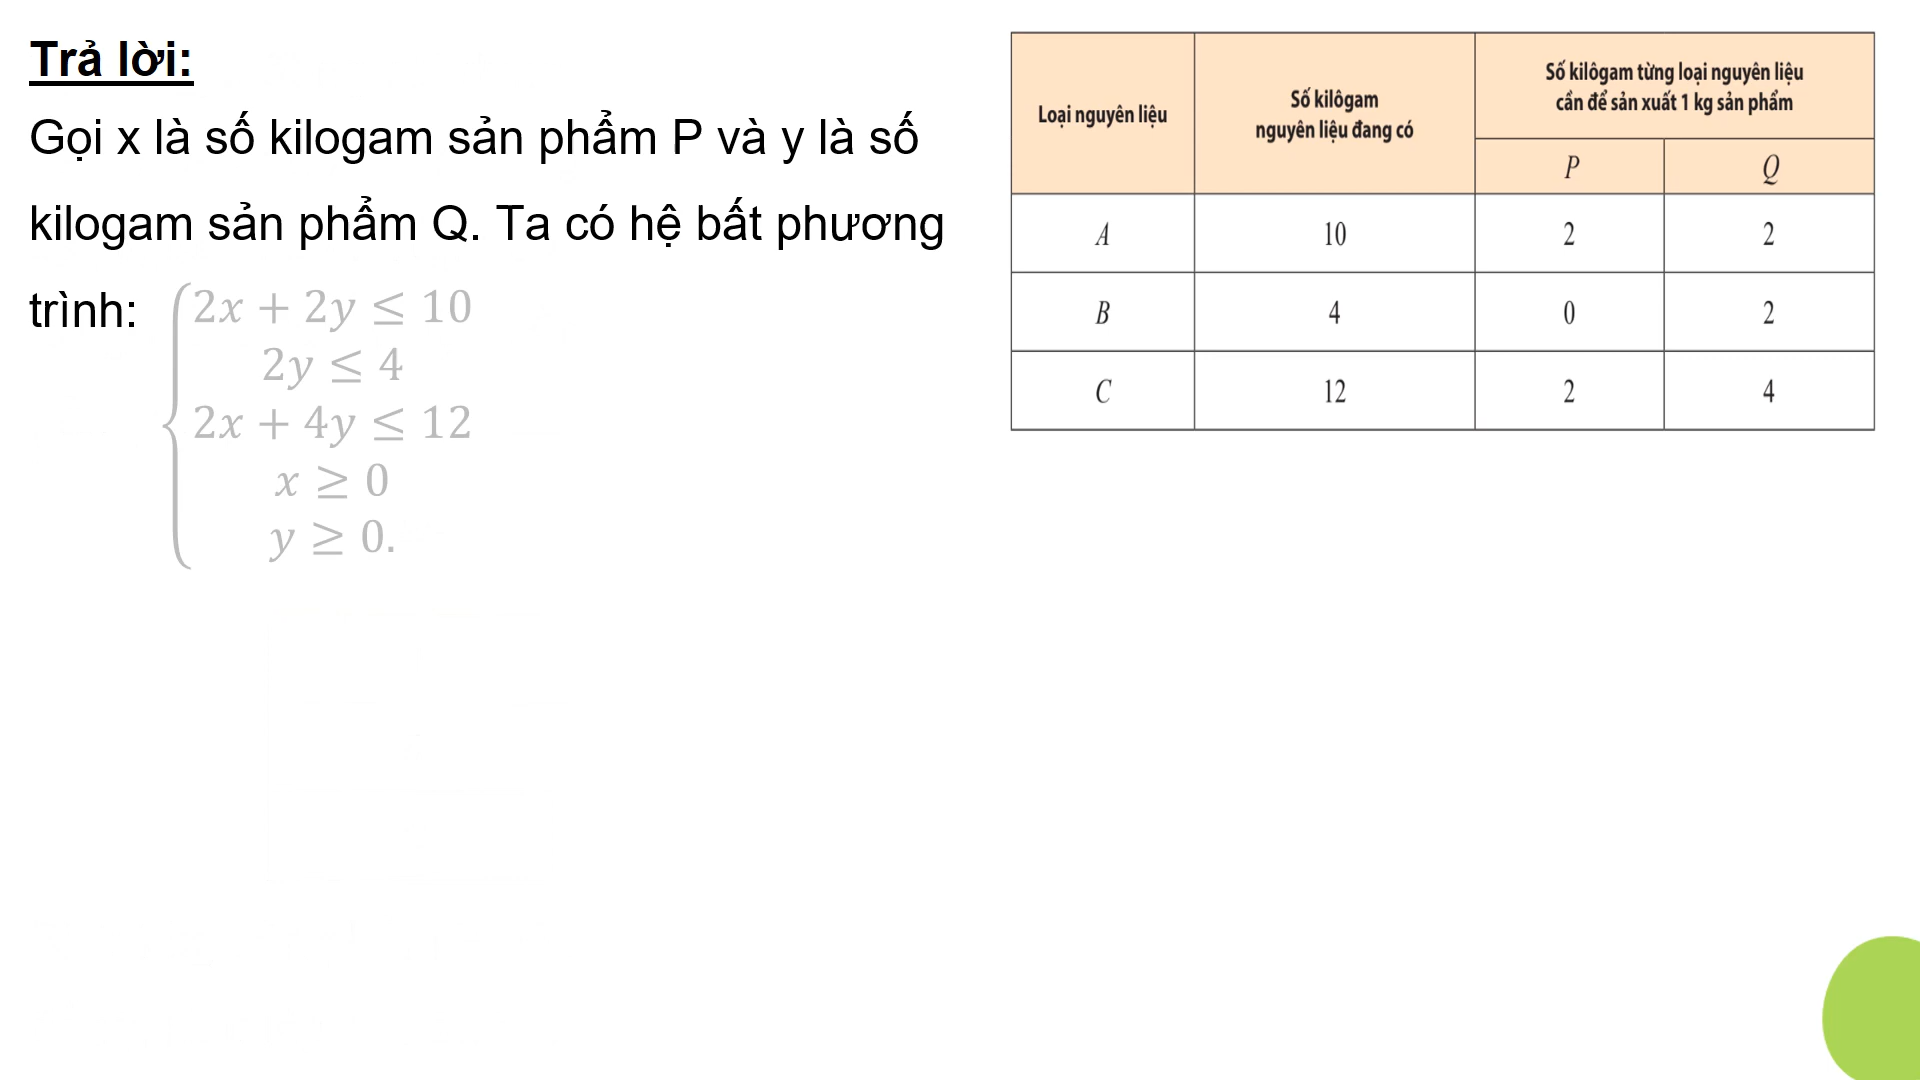 Trả lời:
Gọi x là số kilogam sản phẩm P và y là số
kilogam sản phẩm Q. Ta có hệ bất phương
trình:
2x + 2y ≤ 10
2y ≤ 4
2x + 4y ≤ 12
x ≥ 0
y ≥ 0.
Loại nguyên liệu
Số kilôgam
nguyên liệu đang có
Số kilôgam từng loại nguyên liệu
cần để sản xuất 1 kg sản phẩm
P Q
A 10 2 2
B 4 0 2
C 12 2 4